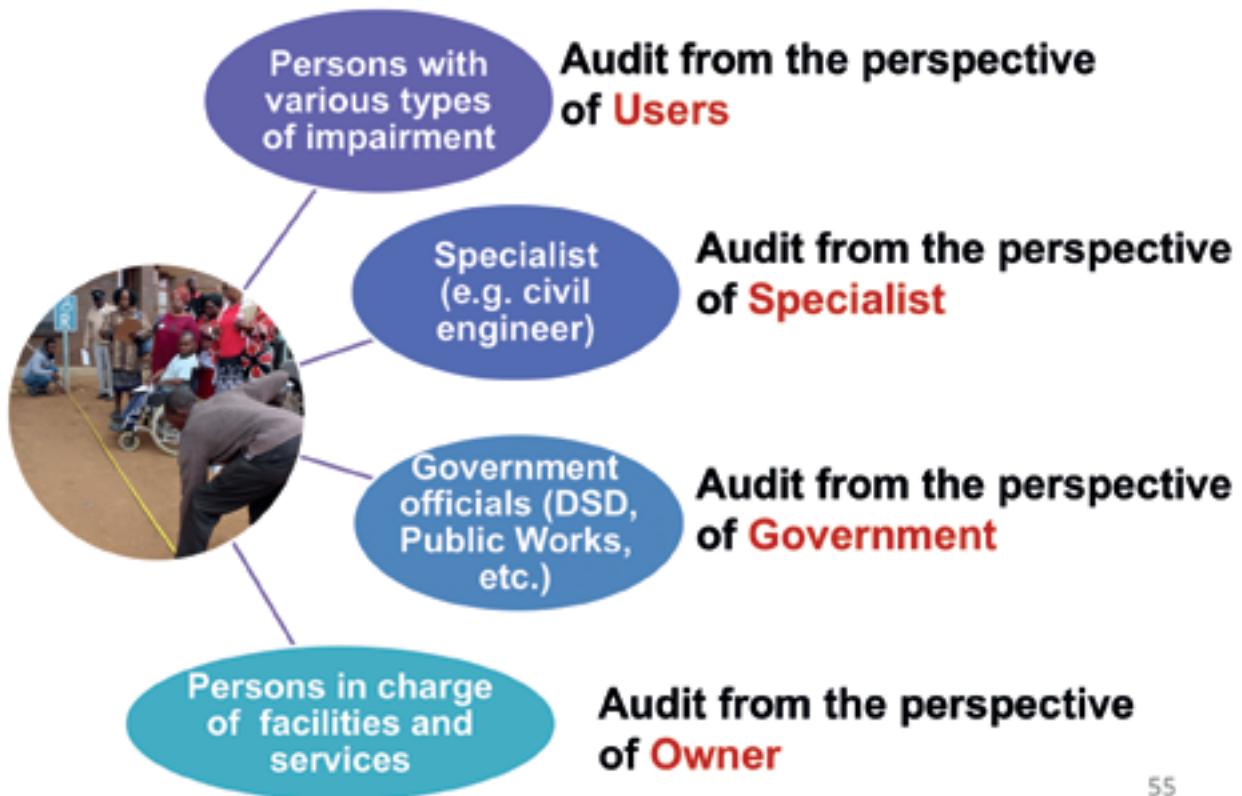 Persons with
various types
of impairment
Audit from the perspective
of Users
Specialist
(e.g. civil
engineer)
Audit from the perspective
of Specialist
Government
officials (DSD,
Public Works,
etc.)
Audit from the perspective
of Government
Persons in charge
of facilities and
services
Audit from the perspective
of Owner
55